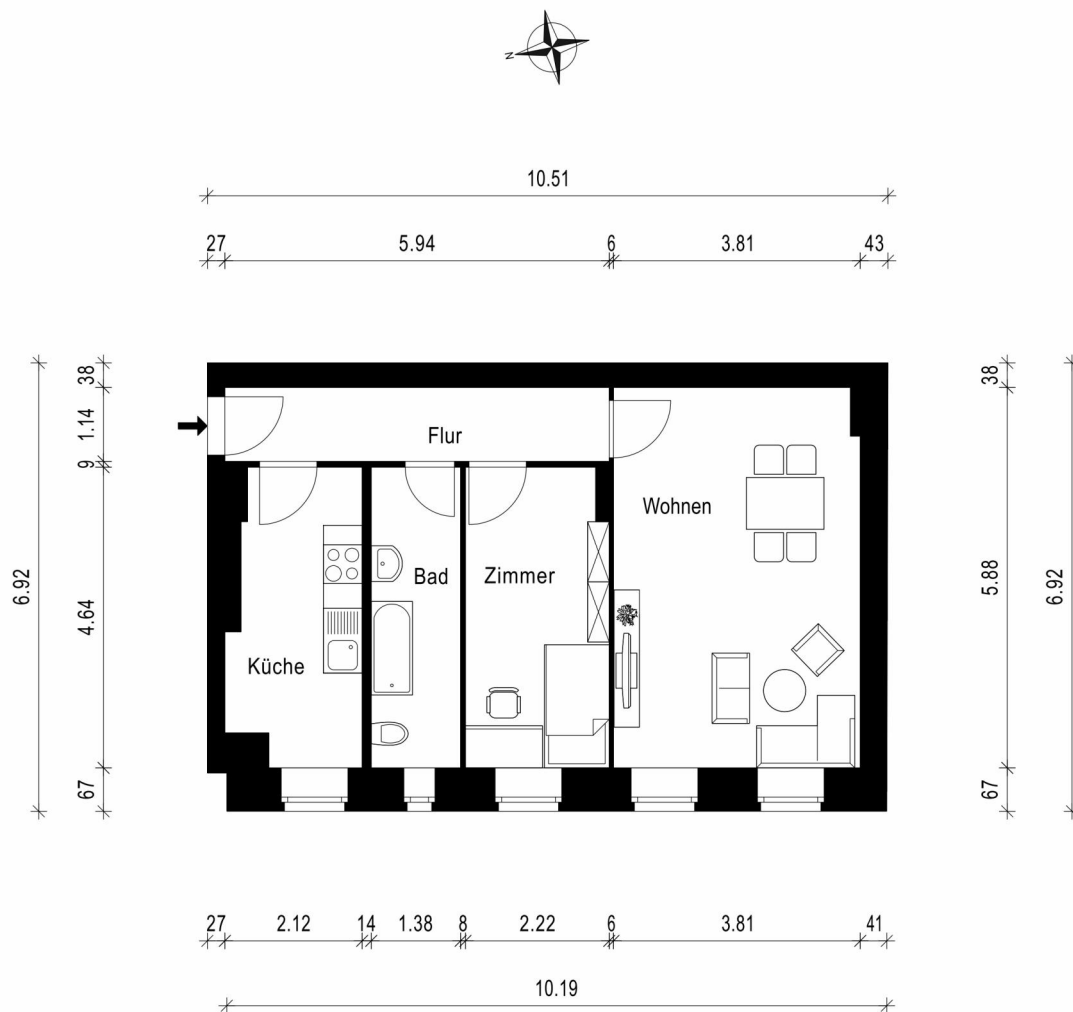 N
10.51
27 5.94 6 3.81 43
38 1.14 9 4.64 67
6.92
Flur
Wohnen
Bad
Zimmer
Küche
38 5.88 67
6.92
27 2.12 14 1.38 8 2.22 6 3.81 41
10.19